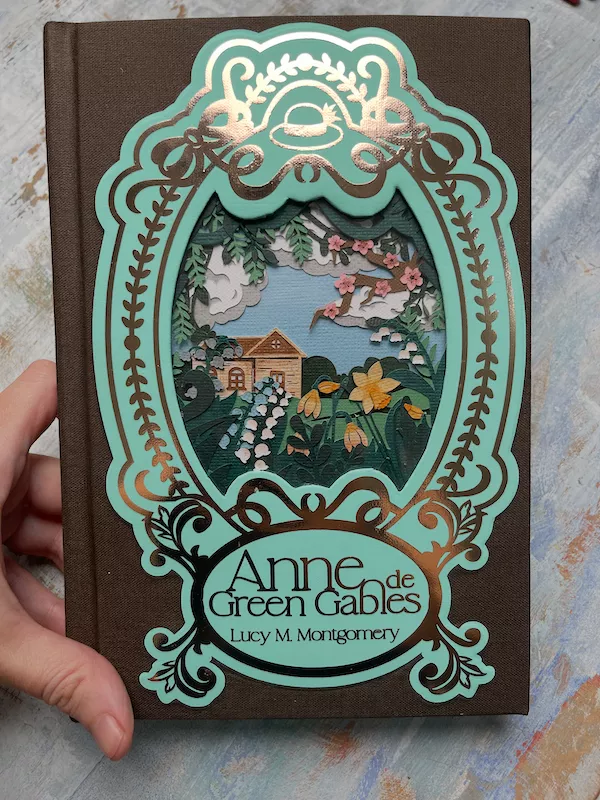 Anne de
Green Gables
Lucy M. Montgomery